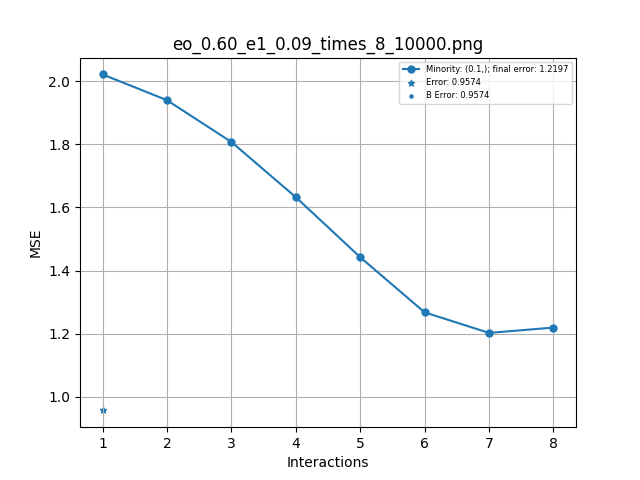 eo_0.60_e1_0.09_times_8_10000.png
Minority: (0.1,); final error: 1.2197
Error: 0.9574
B Error: 0.9574
2.0
1.8
1.6
1.4
1.2
1.0
MSE
1 2 3 4 5 6 7 8
Interactions